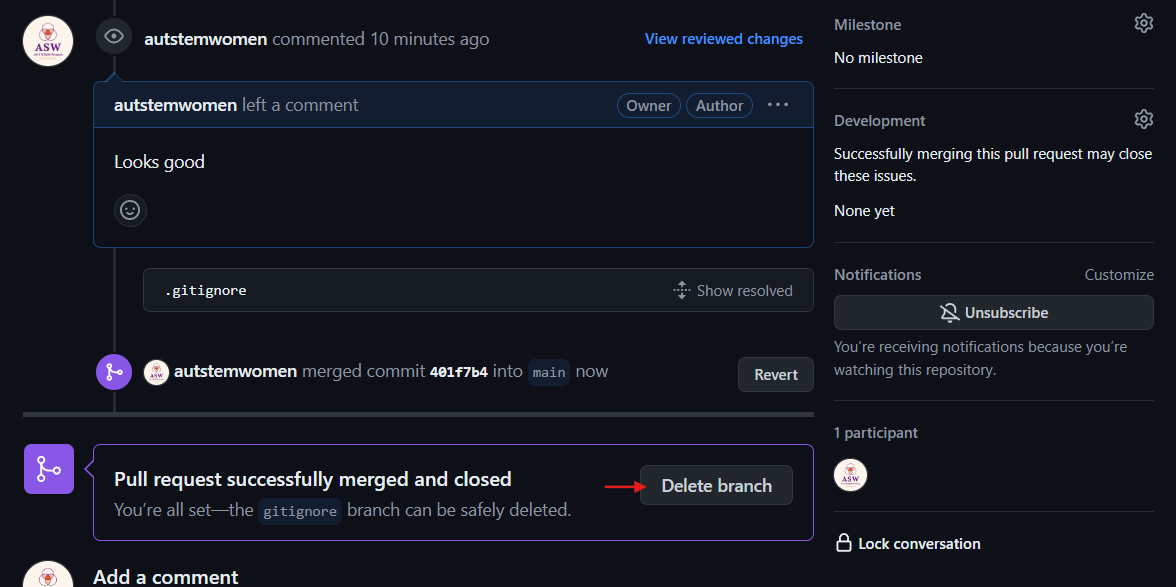 autstemwomen commented 10 minutes ago
View reviewed changes
autstemwomen left a comment
Owner
Author
Looks good
.gitignore
Show resolved
autstemwomen merged commit 401f7b4 into main now
Revert
Pull request successfully merged and closed
Delete branch
You're all set—the gitignore branch can be safely deleted.
Add a comment
Milestone
No milestone
Development
Successfully merging this pull request may close
these issues.
None yet
Notifications
Customize
Unsubscribe
You're receiving notifications because you're
watching this repository.
1 participant
Lock conversation
ASW
ASW
ASW